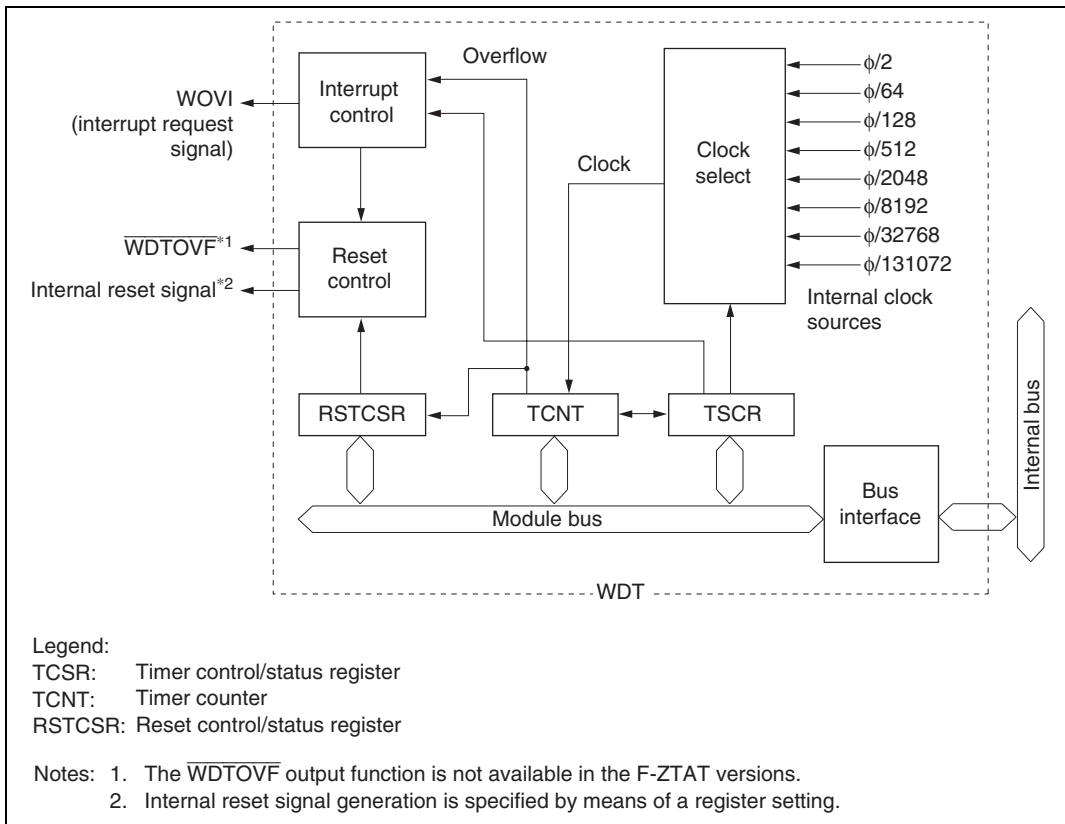 Overflow
Interrupt
control
WOVI
(interrupt request
signal)
Clock
Clock
select
ϕ/2
ϕ/64
ϕ/128
ϕ/512
ϕ/2048
ϕ/8192
ϕ/32768
ϕ/131072
Internal clock
sources
WDTOVF*1
Internal reset signal*2
Reset
control
RSTCSR
TCNT
TSCR
Module bus
Bus
interface
Internal bus
WDT
Legend:
TCSR: Timer control/status register
TCNT: Timer counter
RSTCSR: Reset control/status register
Notes: 1. The WDTOVF output function is not available in the F-ZTAT versions.
2. Internal reset signal generation is specified by means of a register setting.